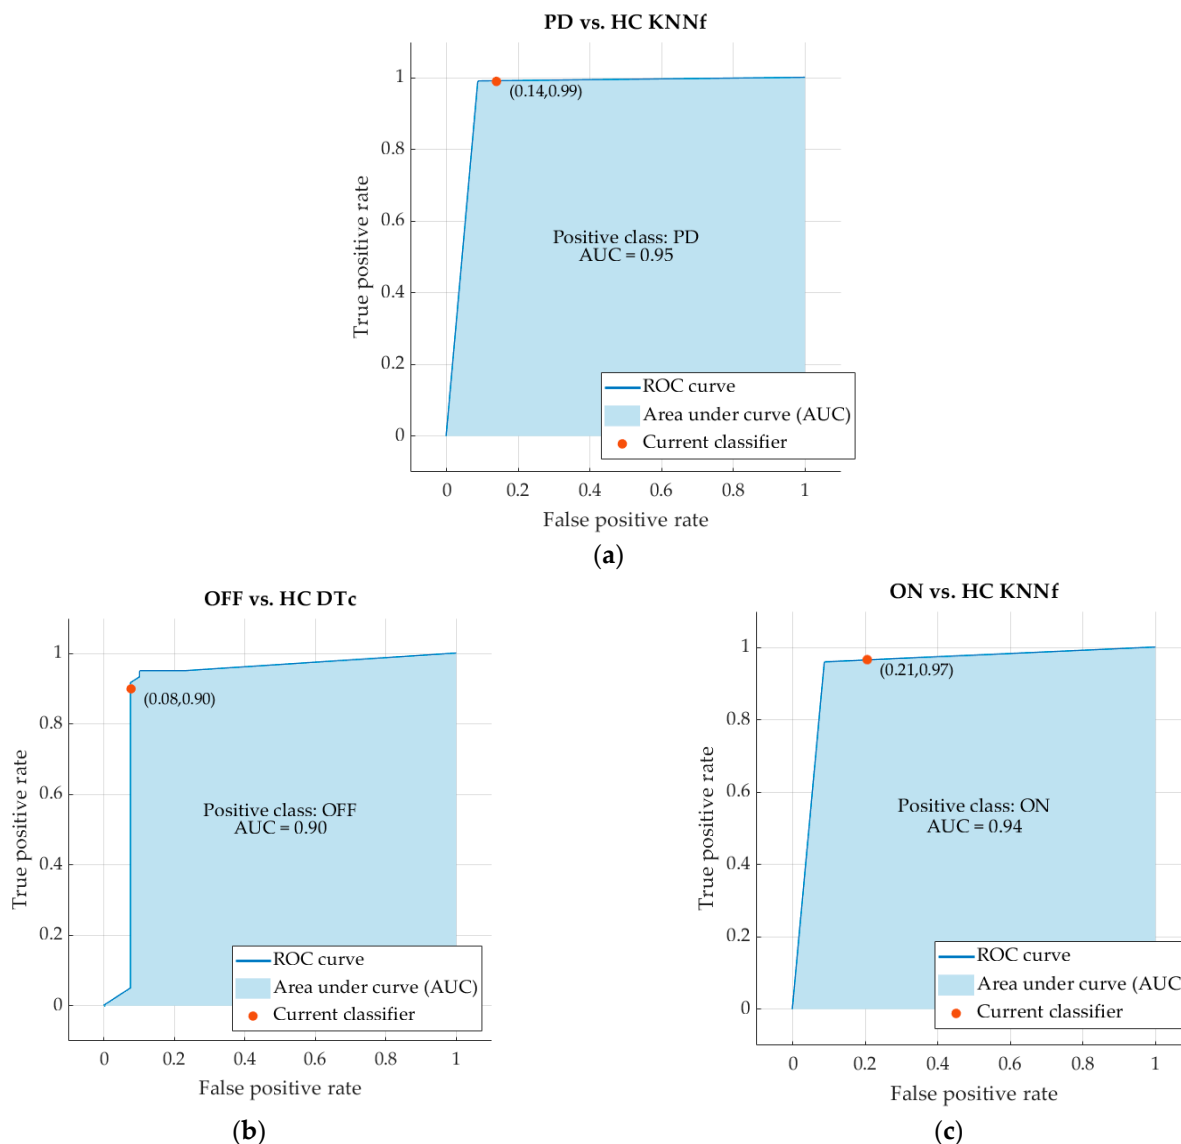 PD vs. HC KNNf
1
0.8
0.6
0.4
0.2
0
True positive rate
(0.14,0.99)
Positive class: PD
AUC = 0.95
ROC curve
Area under curve (AUC)
Current classifier
0 0.2 0.4 0.6 0.8 1
False positive rate
(a)
OFF vs. HC DTc
1
0.8
0.6
0.4
0.2
0
True positive rate
(0.08,0.90)
Positive class: OFF
AUC = 0.90
ROC curve
Area under curve (AUC)
Current classifier
0 0.2 0.4 0.6 0.8 1
False positive rate
(b)
ON vs. HC KNNf
1
0.8
0.6
0.4
0.2
0
True positive rate
(0.21,0.97)
Positive class: ON
AUC = 0.94
ROC curve
Area under curve (AUC
Current classifier
0 0.2 0.4 0.6 0.8 1
False positive rate
(c)